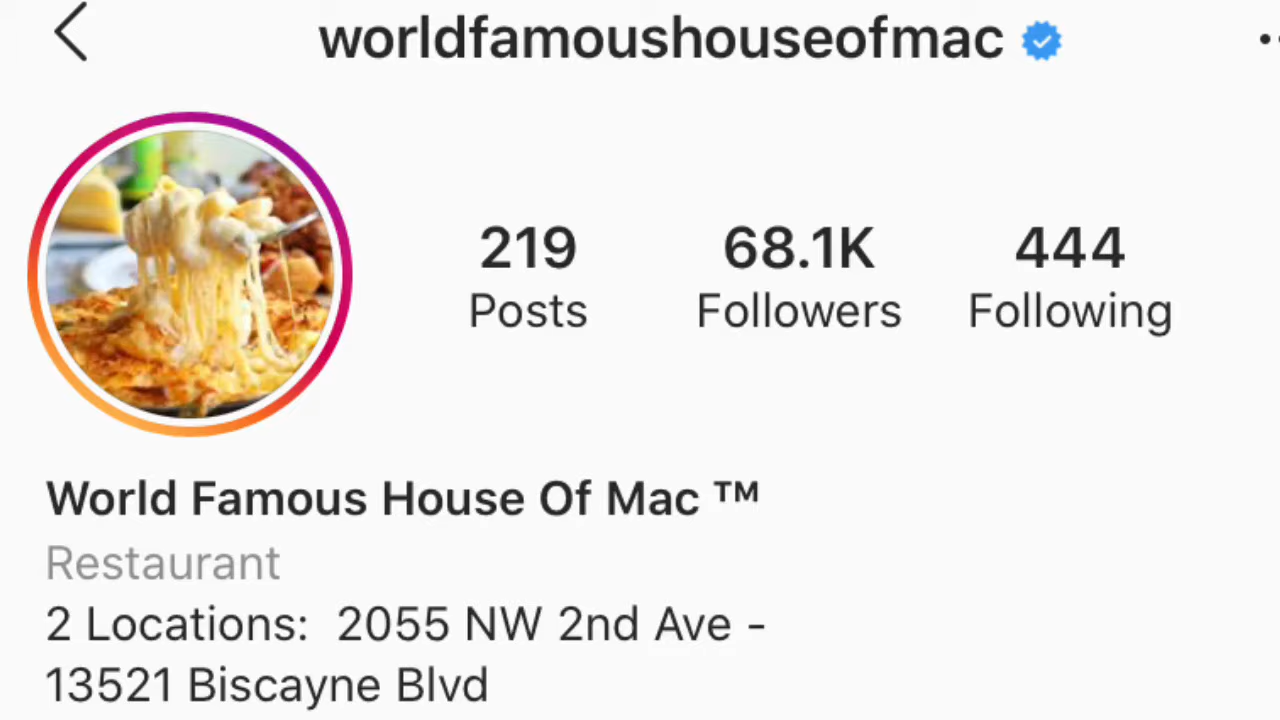 worldfamoushouseofmac
219 68.1K 444
Posts Followers Following
World Famous House Of Mac ™
Restaurant
2 Locations: 2055 NW 2nd Ave -
13521 Biscayne Blvd